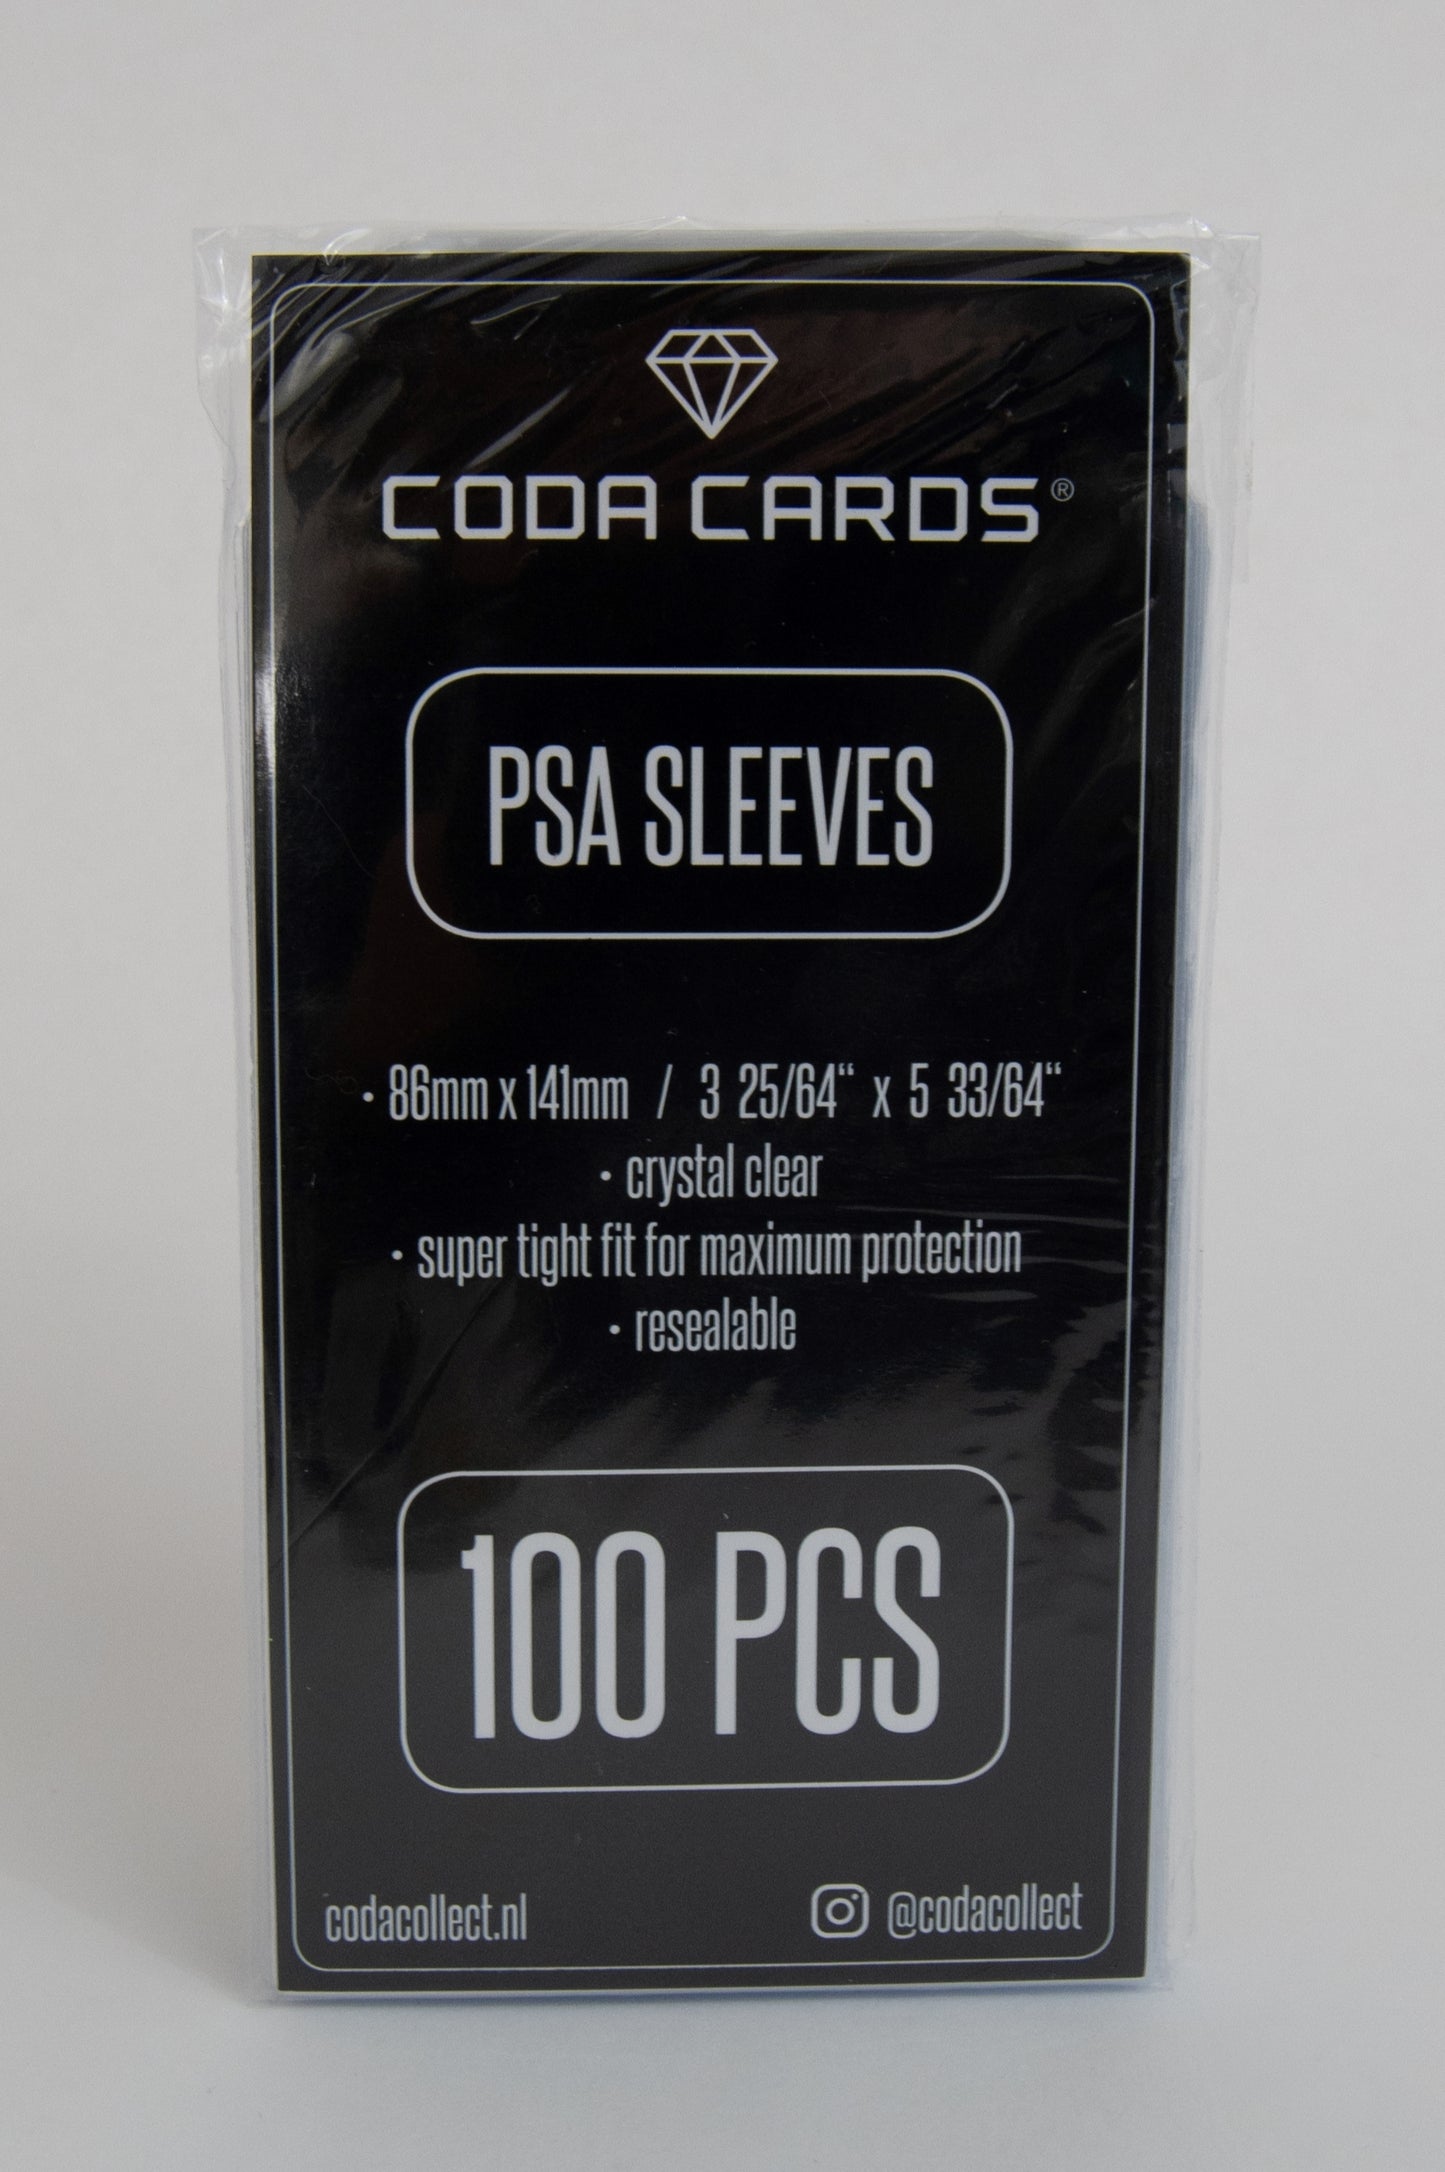 CODA CARDS®
PSA SLEEVES
• 86mm x 141mm / 3 25/64“ x 5 33/64“
• crystal clear
• super tight fit for maximum protection
• resealable
100 PCS
codacollect.nl
@codacollect